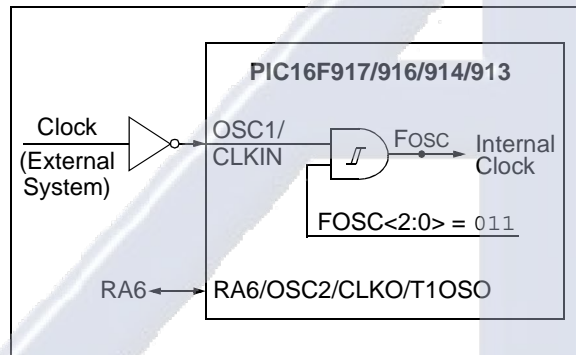 PIC16F917/916/914/913
Clock
(External
System)
OSC1/
CLKIN
FOSC
Internal
Clock
FOSC<2:0> = 011
RA6
RA6/OSC2/CLKO/T1OSO